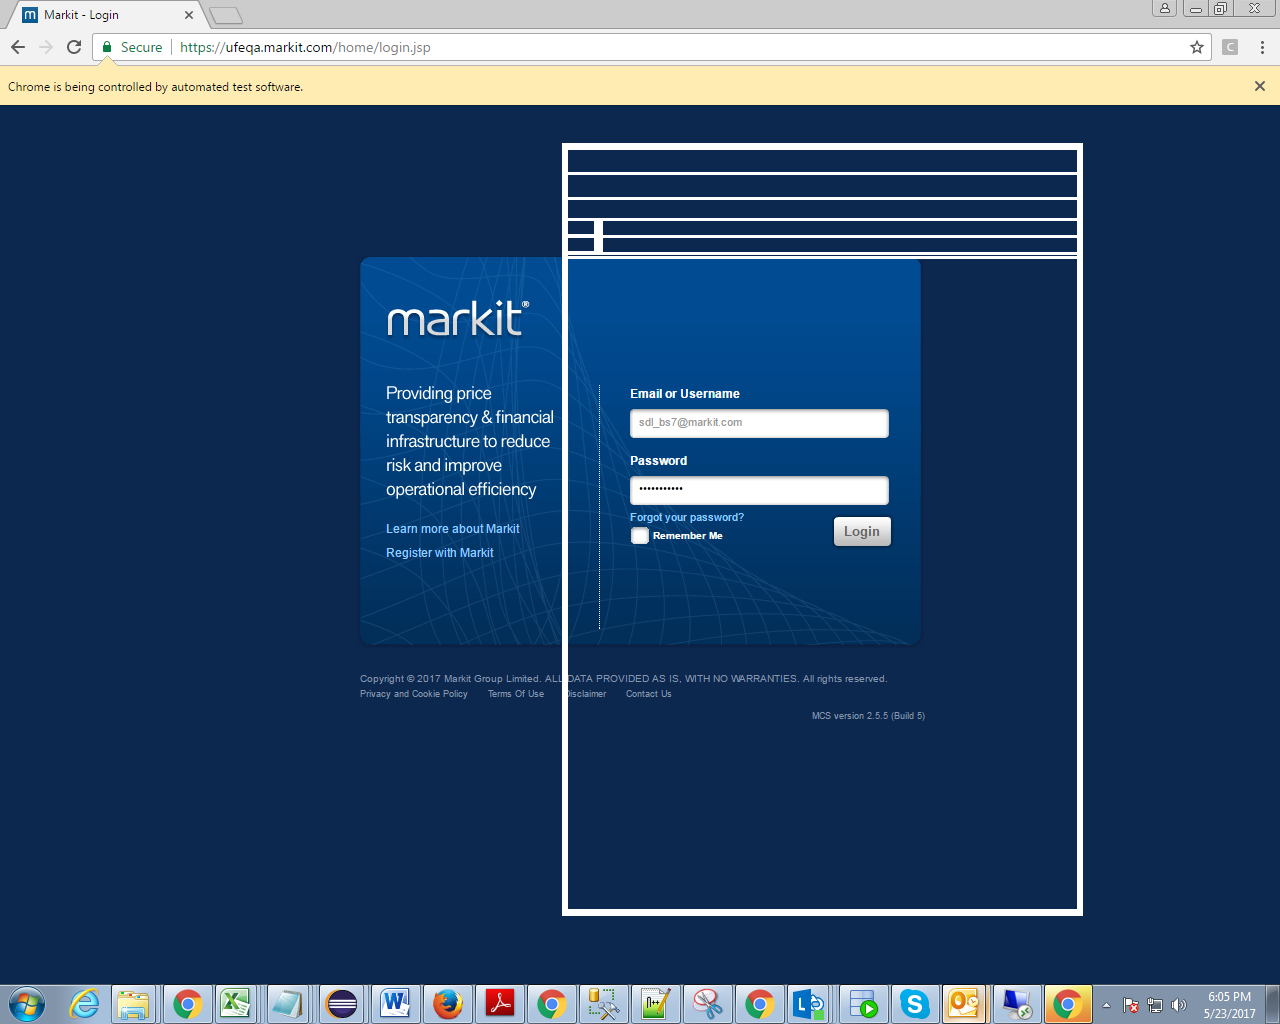 Markit - Login
Secure
https://ufeqa.markit.com/home/login.jsp
C
Chrome is being controlled by automated test software.
markit®
Providing price
transparency & financial
infrastructure to reduce
risk and improve
operational efficiency
Learn more about Markit
Register with Markit
Email or Username
sdl_bs7@markit.com
Password
Forgot your password?
Remember Me
Login
Copyright © 2017 Markit Group Limited. ALL DATA PROVIDED AS IS, WITH NO WARRANTIES. All rights reserved.
Privacy and Cookie Policy Terms Of Use Disclaimer Contact Us
MCS version 2.5.5 (Build 5)
6:05 PM
5/23/2017